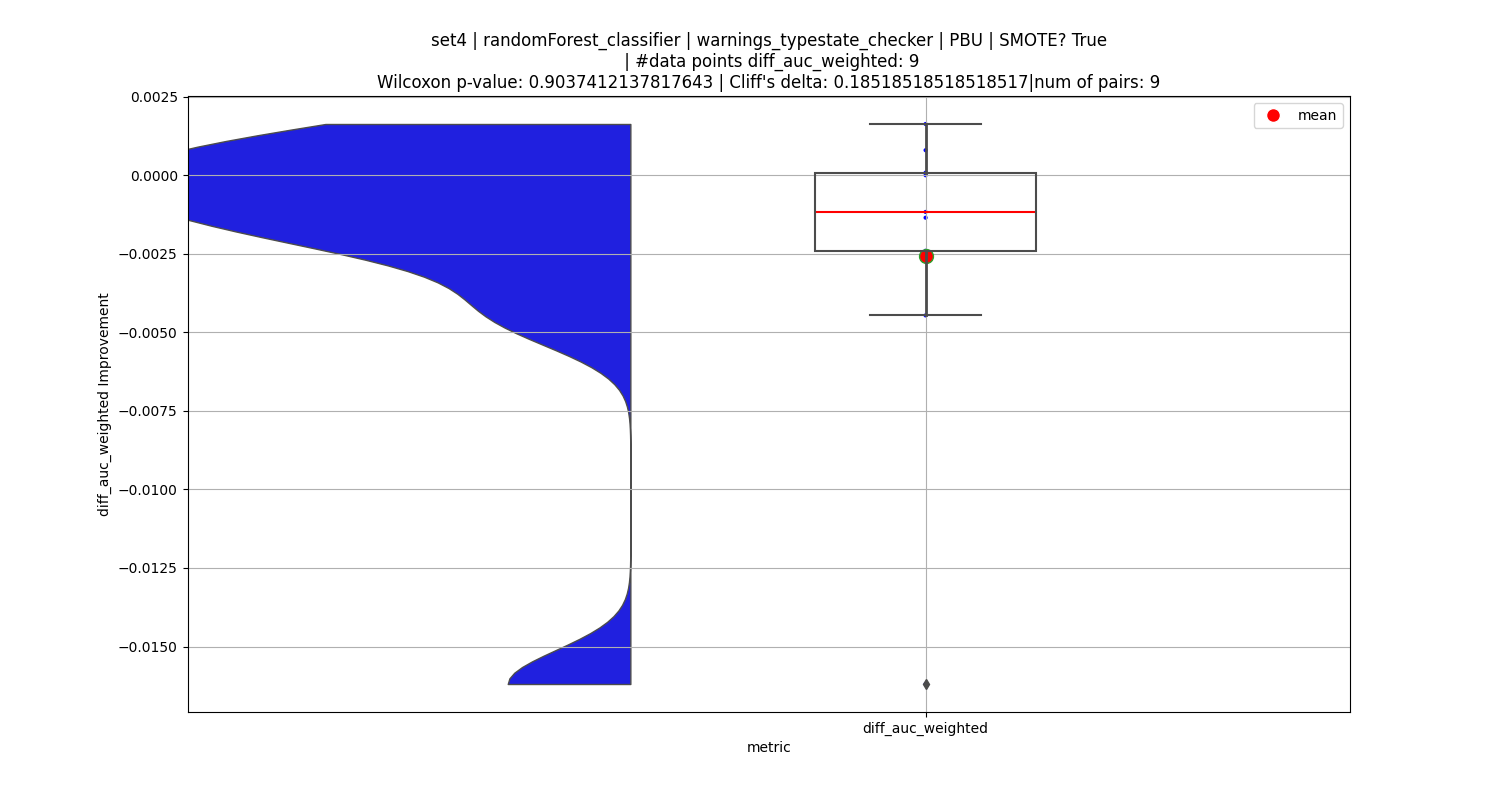 set4 | randomForest_classifier | warnings_typestate_checker | PBU | SMOTE? True
| #data points diff_auc_weighted: 9
Wilcoxon p-value: 0.9037412137817643 | Cliff's delta: 0.18518518518518517|num of pairs: 9
mean
0.0025
0.0000
−0.0025
−0.0050
−0.0075
−0.0100
−0.0125
−0.0150
diff_auc_weighted Improvement
diff_auc_weighted
metric